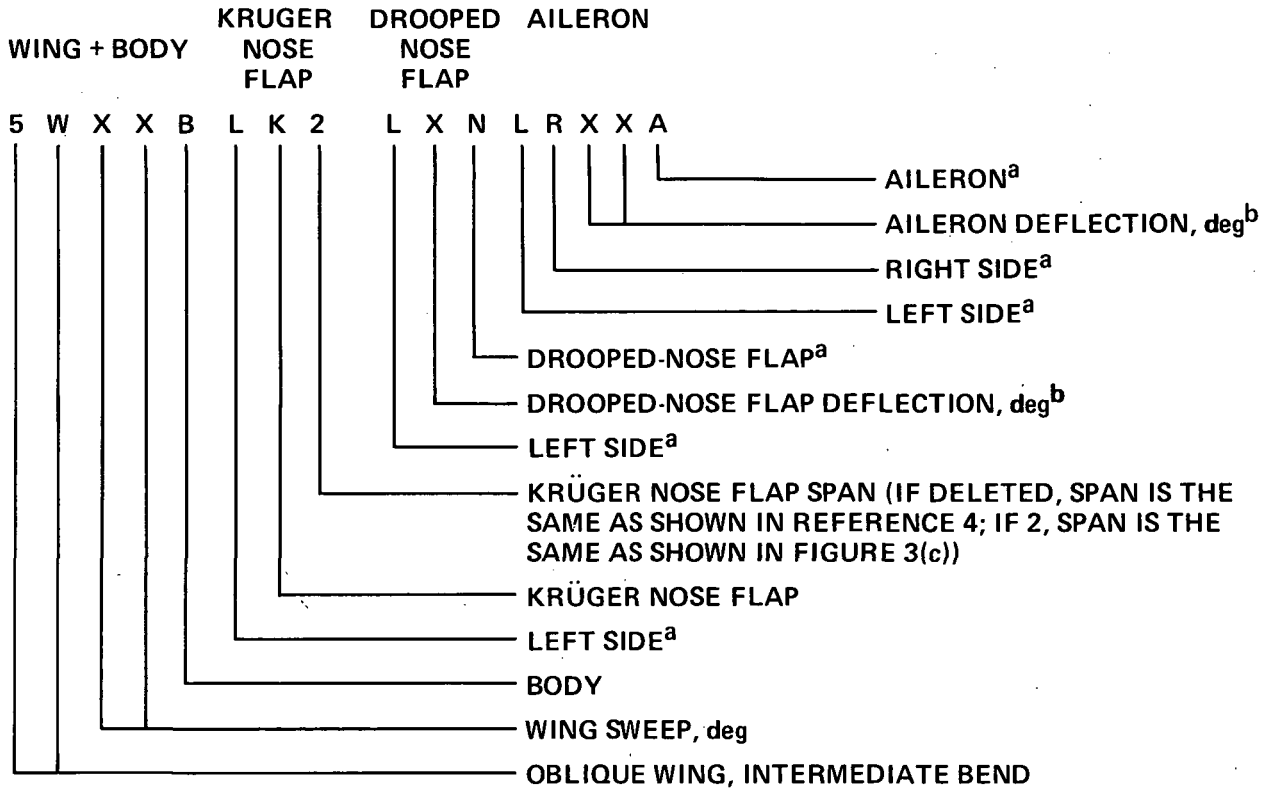 KRUGER NOSE FLAP
DROOPED NOSE FLAP
AILERON
WING + BODY
5 W X X B L K 2 L X N L R X X A
AILERONa
AILERON DEFLECTION, degb
RIGHT SIDEa
LEFT SIDEa
DROOPED-NOSE FLAPa
DROOPED-NOSE FLAP DEFLECTION, degb
LEFT SIDEa
KRÜGER NOSE FLAP SPAN (IF DELETED, SPAN IS THE
SAME AS SHOWN IN REFERENCE 4; IF 2, SPAN IS THE
SAME AS SHOWN IN FIGURE 3(c))
KRÜGER NOSE FLAP
LEFT SIDEa
BODY
WING SWEEP, deg
OBLIQUE WING, INTERMEDIATE BEND